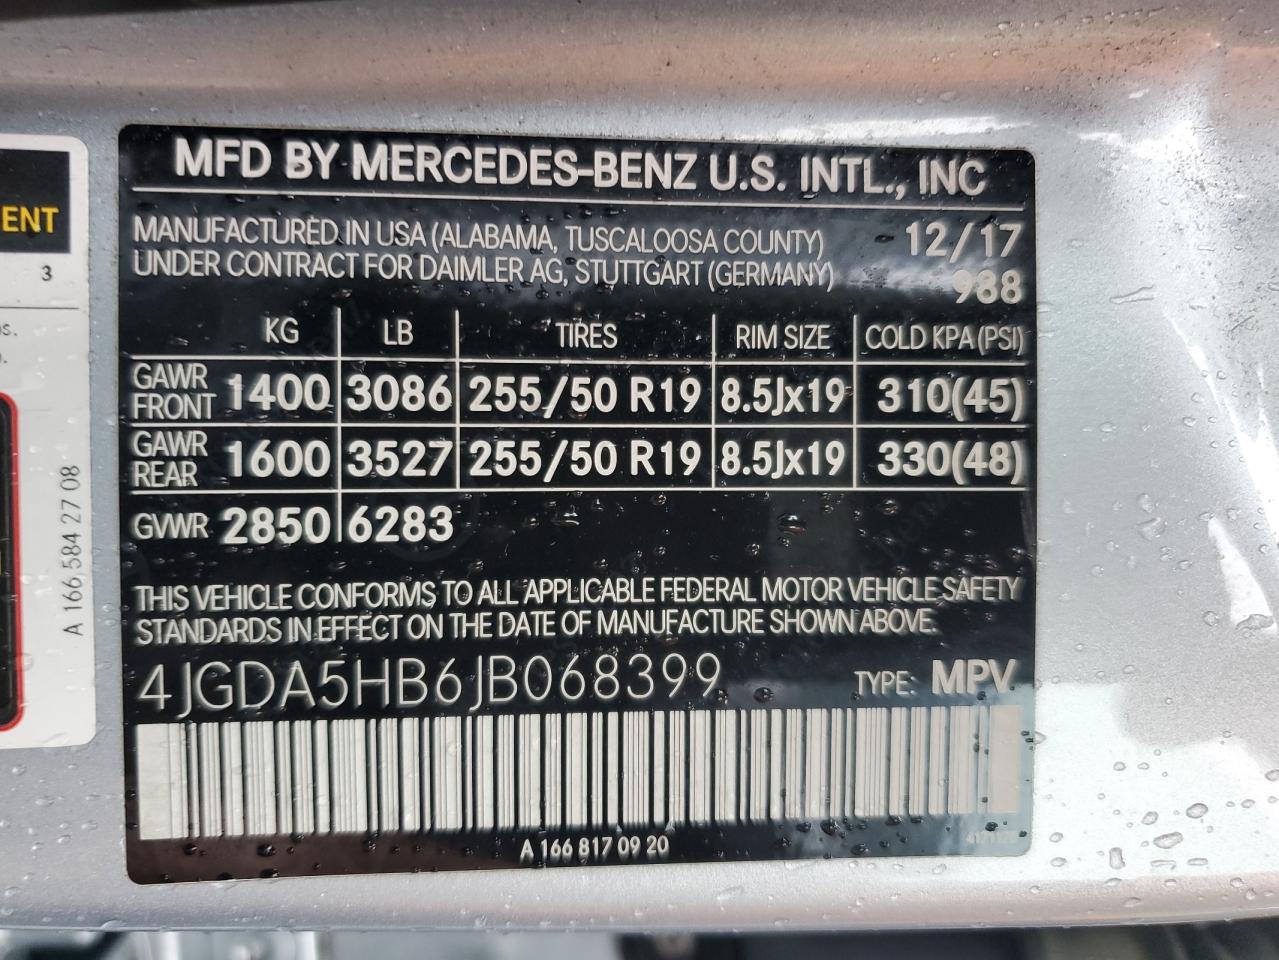 MFD BY MERCEDES-BENZ U.S. INTL., INC
MANUFACTURED IN USA (ALABAMA, TUSCALOOSA COUNTY) 12/17
UNDER CONTRACT FOR DAIMLER AG, STUTTGART (GERMANY) 988
KG LB TIRES RIM SIZE COLD KPA (PSI)
GAWR FRONT 1400 3086 255/50 R19 8.5Jx19 310(45)
GAWR REAR 1600 3527 255/50 R19 8.5Jx19 330(48)
GVWR 2850 6283
THIS VEHICLE CONFORMS TO ALL APPLICABLE FEDERAL MOTOR VEHICLE SAFETY
STANDARDS IN EFFECT ON THE DATE OF MANUFACTURE SHOWN ABOVE.
4JGDA5HB6JB068399 TYPE: MPV
A 166 817 09 20
ENT
3
A 166 584 27 08